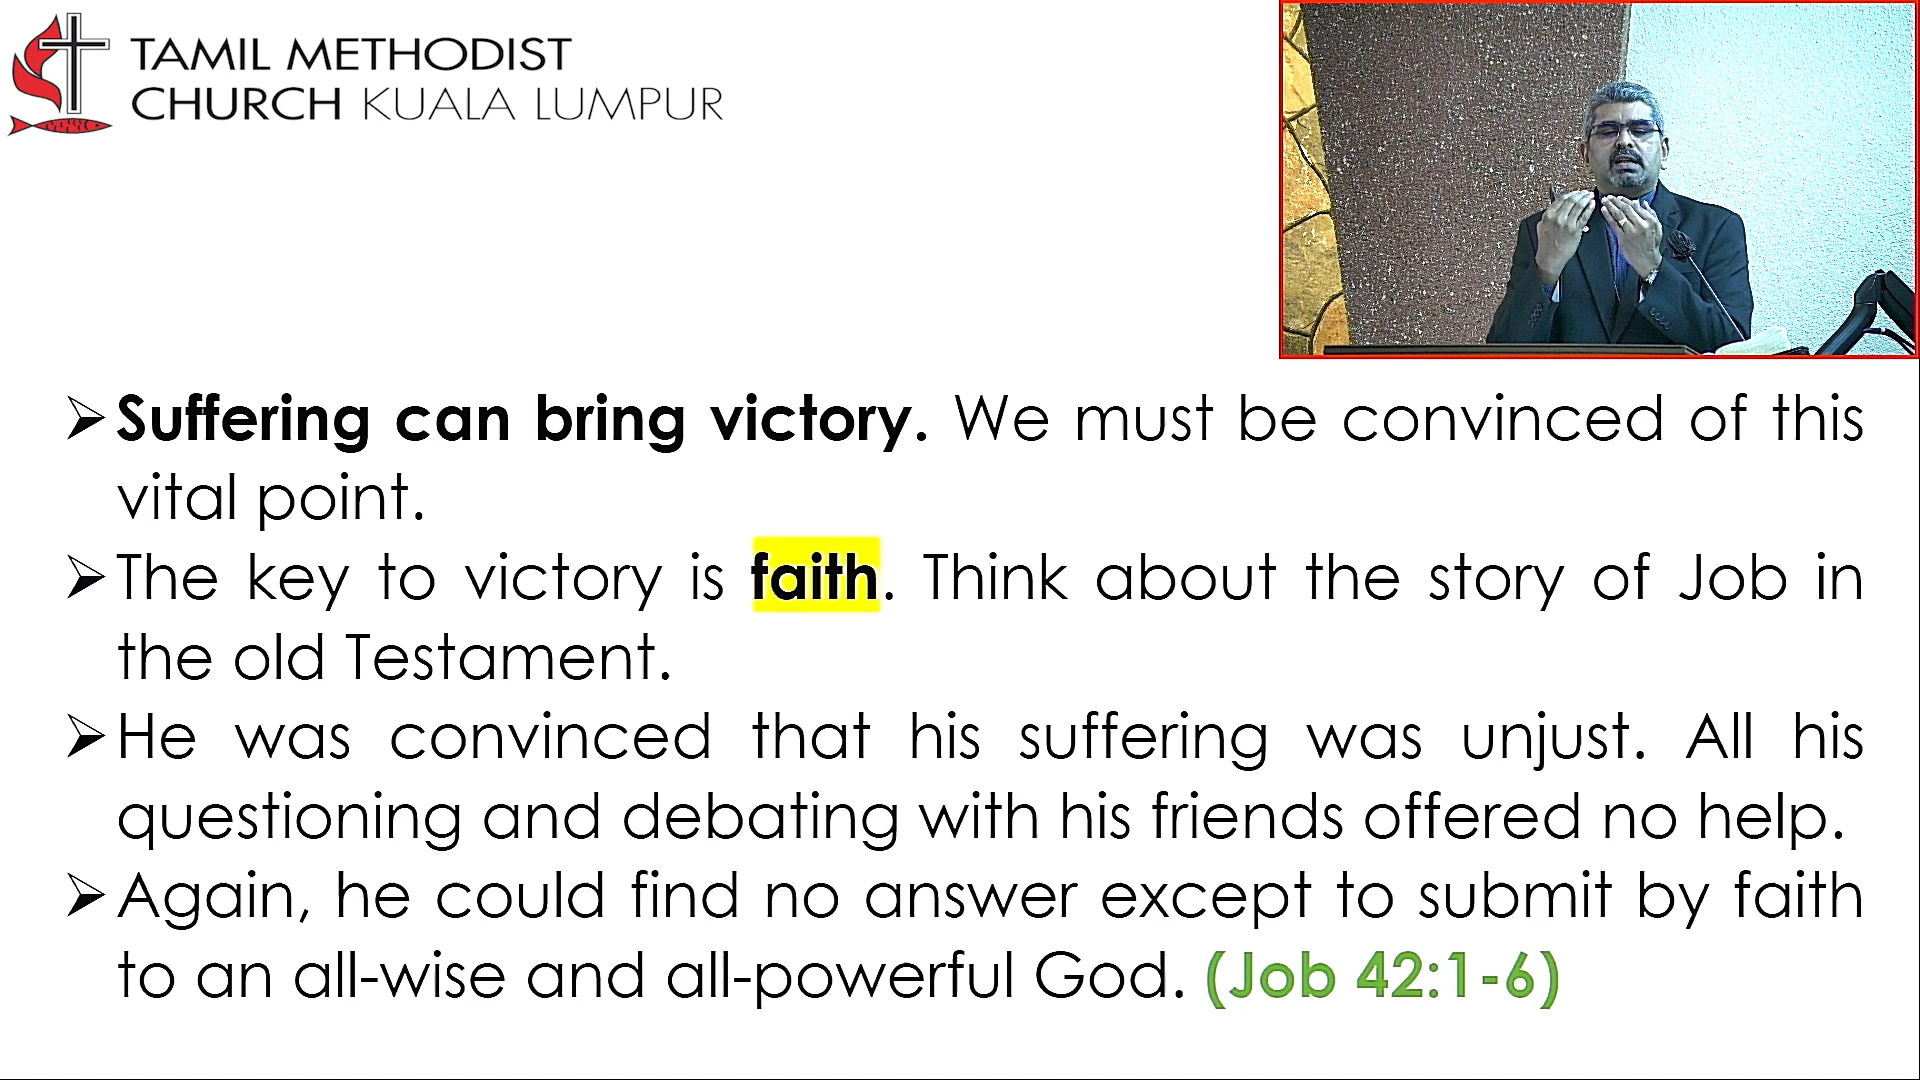 TAMIL METHODIST
CHURCH KUALA LUMPUR
➢ Suffering can bring victory. We must be convinced of this
vital point.
➢ The key to victory is faith. Think about the story of Job in
the old Testament.
➢ He was convinced that his suffering was unjust. All his
questioning and debating with his friends offered no help.
➢ Again, he could find no answer except to submit by faith
to an all-wise and all-powerful God. (Job 42:1-6)